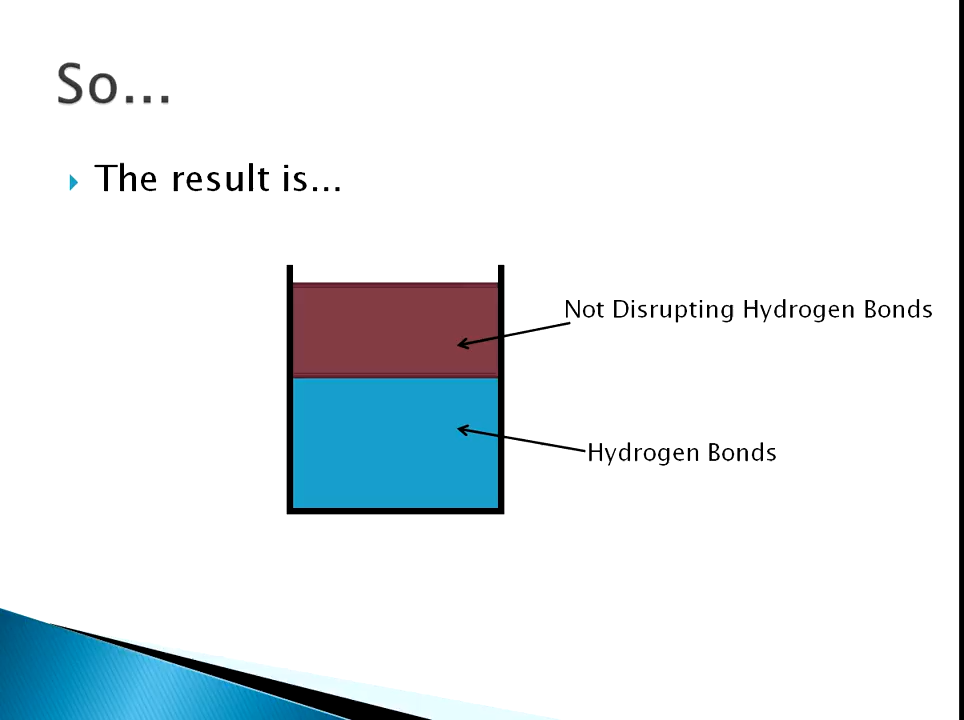 So...
The result is...
Not Disrupting Hydrogen Bonds
Hydrogen Bonds